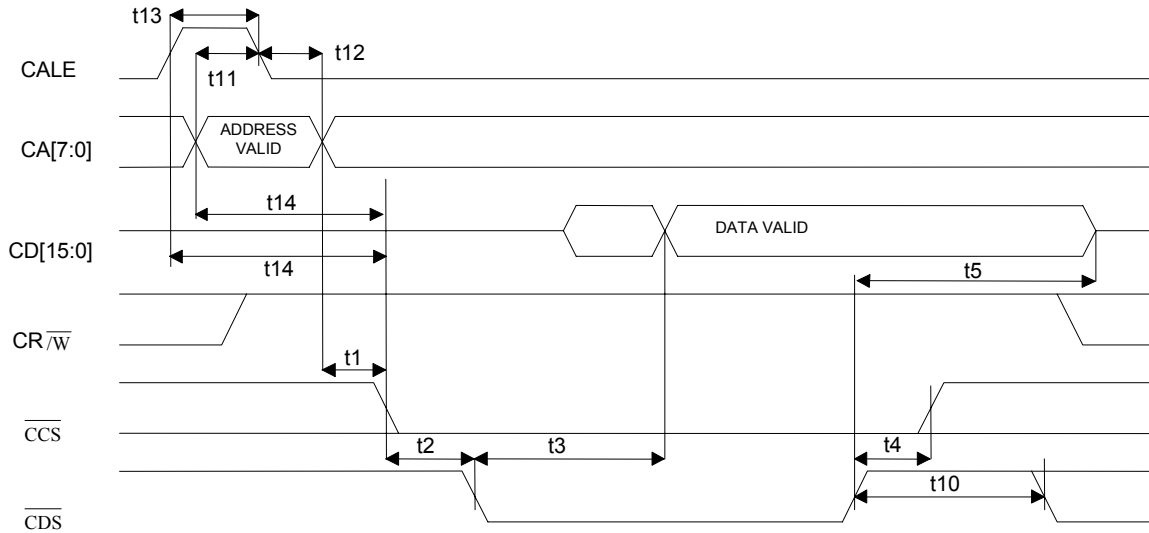 t13
t12
CALE
t11
ADDRESS
VALID
CA[7:0]
t14
DATA VALID
CD[15:0]
t14
t5
CR/W
t1
CCS
t2
t3
t4
t10
CDS